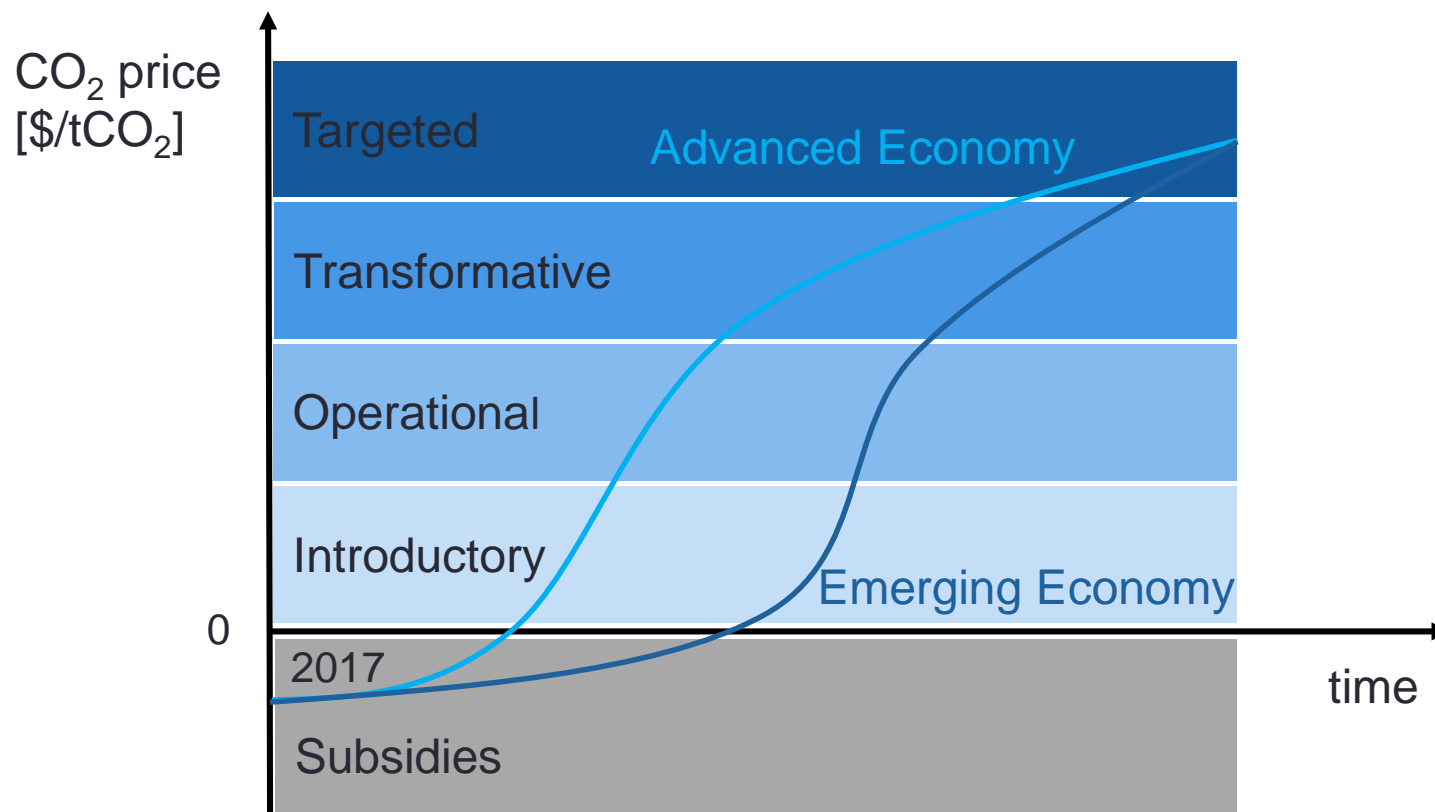 CO₂ price
[$/tCO₂]
Targeted
Advanced Economy
Transformative
Operational
Introductory
Emerging Economy
0
2017
time
Subsidies